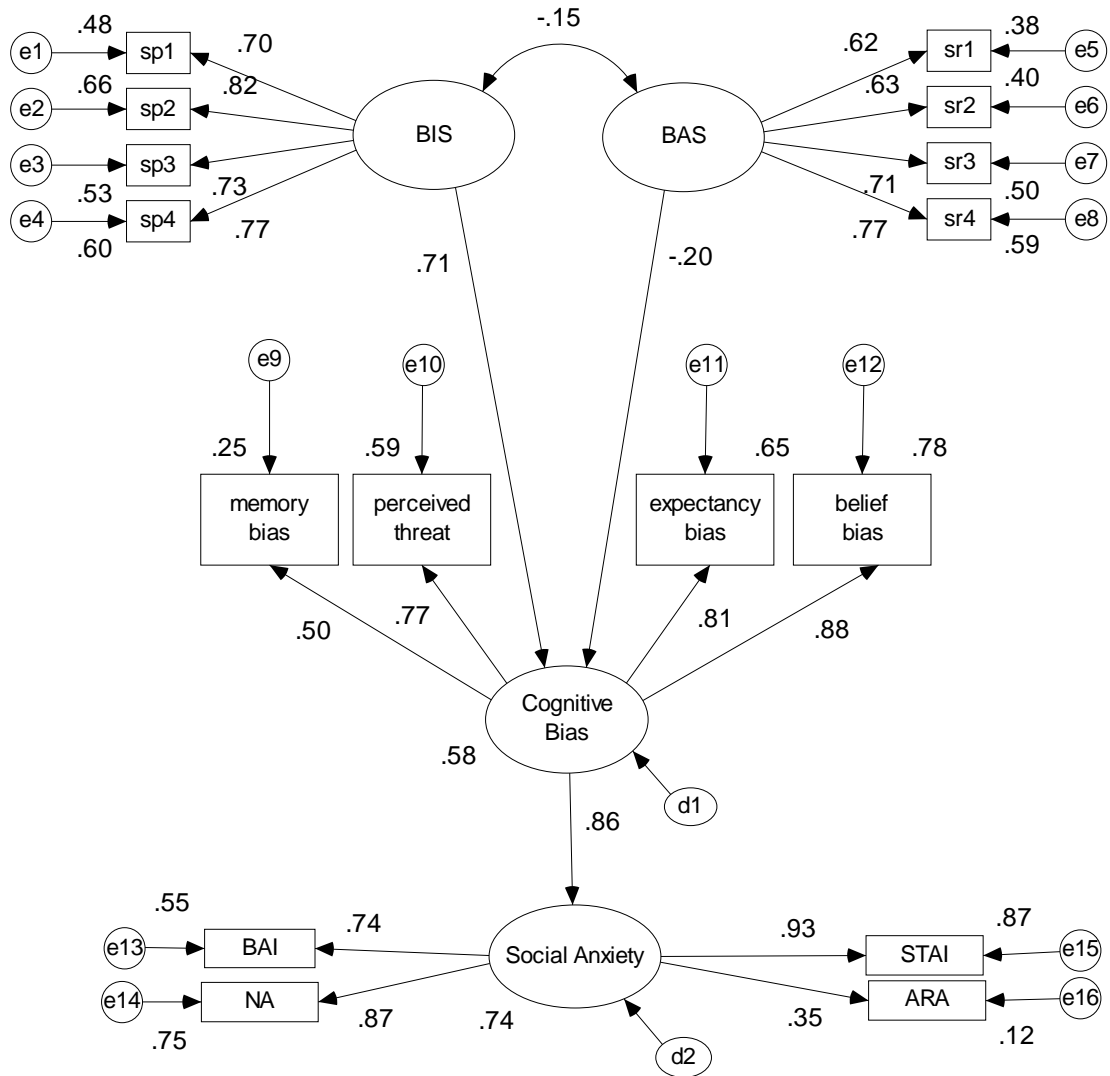 -.15
.48
.70
.62
.38
e1
sp1
sr1
e5
.66
.82
.63
.40
e2
sp2
BIS
BAS
sr2
e6
e3
sp3
sr3
e7
.53
.73
.71
.50
e4
sp4
sr4
e8
.60
.77
.77
.59
.71
-.20
e9
e10
e11
e12
.25
.59
.65
.78
memory
bias
perceived
threat
expectancy
bias
belief
bias
.50
.77
.81
.88
Cognitive
Bias
.58
d1
.86
.55
.74
.93
.87
e13
BAI
Social Anxiety
STAI
e15
e14
NA
ARA
e16
.75
.87
.74
.35
.12
d2